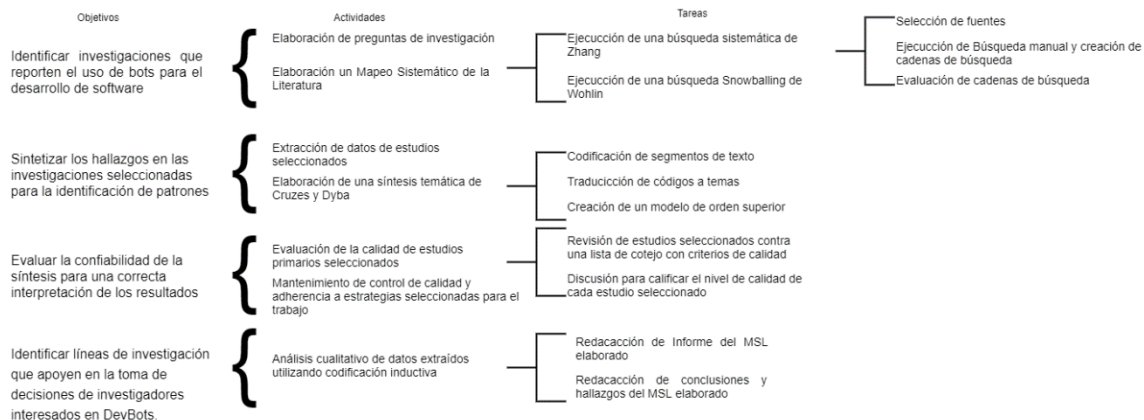 Objetivos
Actividades
Tareas
Identificar investigaciones que
reporten el uso de bots para el
desarrollo de software
Elaboración de preguntas de investigación
Elaboración un Mapeo Sistemático de la
Literatura
Ejecucción de una búsqueda sistemática de
Zhang
Ejecucción de una búsqueda Snowballing de
Wohlin
Selección de fuentes
Ejecucción de Búsqueda manual y creación de
cadenas de búsqueda
Evaluación de cadenas de búsqueda
Sintetizar los hallazgos en las
investigaciones seleccionadas
para la identificación de patrones
Extracción de datos de estudios
seleccionados
Elaboración de una síntesis temática de
Cruzes y Dyba
Codificación de segmentos de texto
Traducicción de códigos a temas
Creación de un modelo de orden superior
Evaluar la confiabilidad de la
síntesis para una correcta
interpretación de los resultados
Evaluación de la calidad de estudios
primarios seleccionados
Mantenimiento de control de calidad y
adherencia a estrategias seleccionadas para el
trabajo
Revisión de estudios seleccionados contra
una lista de cotejo con criterios de calidad
Discusión para calificar el nivel de calidad de
cada estudio seleccionado
Identificar líneas de investigación
que apoyen en la toma de
decisiones de investigadores
interesados en DevBots.
Análisis cualitativo de datos extraídos
utilizando codificación inductiva
Redacacción de Informe del MSL
elaborado
Redacacción de conclusiones y
hallazgos del MSL elaborado